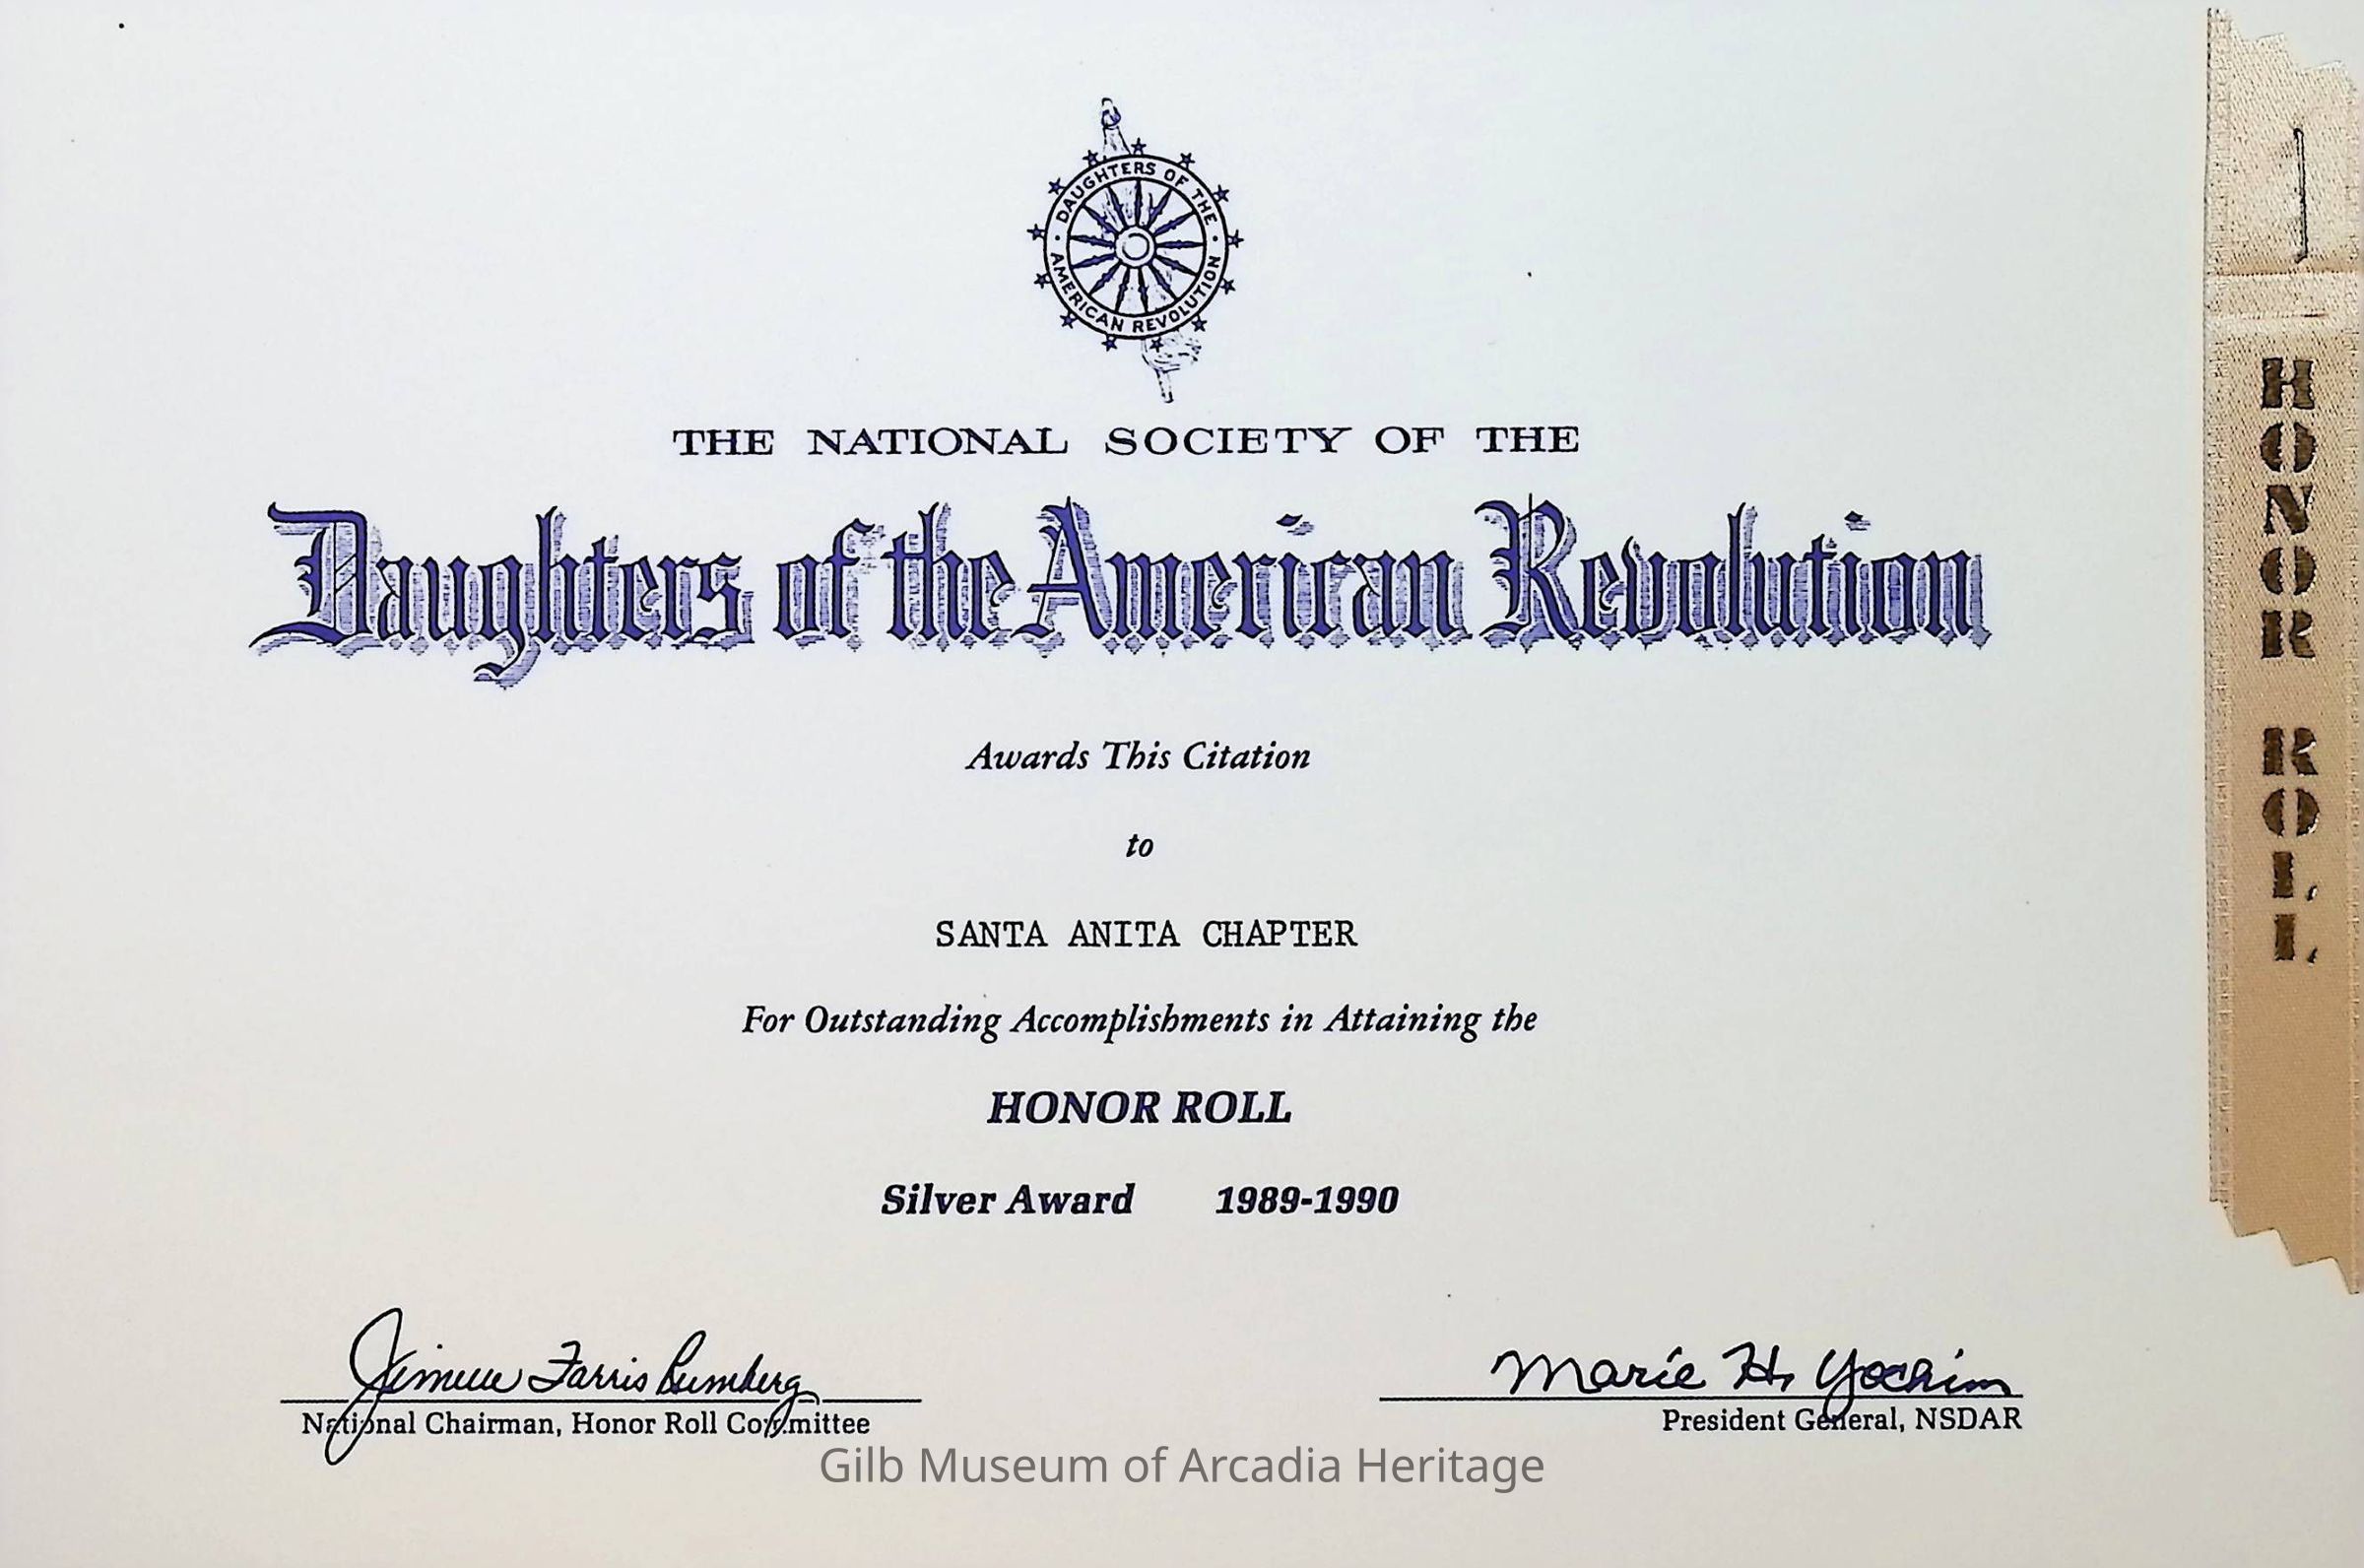 DAUGHTERS OF THE
AMERICAN REVOLUTION
THE NATIONAL SOCIETY OF THE
Daughters of the American Revolution
Awards This Citation
to
SANTA ANITA CHAPTER
For Outstanding Accomplishments in Attaining the
HONOR ROLL
Silver Award 1989-1990
Farris Rumberg
National Chairman, Honor Roll Committee
Marie H. Yochim
President General, NSDAR
HONOR ROLL
Gilb Museum of Arcadia Heritage